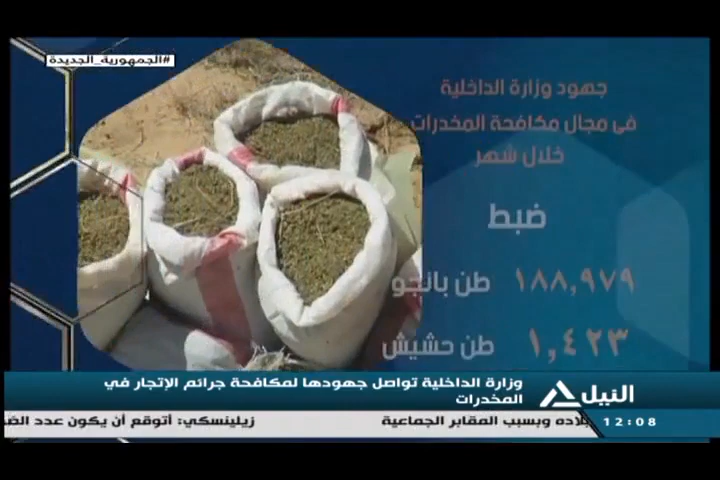 #الجمهورية_الجديدة
جهود وزارة الداخلية
فى مجال مكافحة المخدرات
خلال شهر
ضبط
١٨٨,٩٧٩ طن بانجو
١,٤٢٣ طن حشيش
وزارة الداخلية تواصل جهودها لمكافحة جرائم الإتجار في
المخدرات
النيل
12:08
بلاده وبسبب المقابر الجماعية
زيلينسكي: أتوقع أن يكون عدد